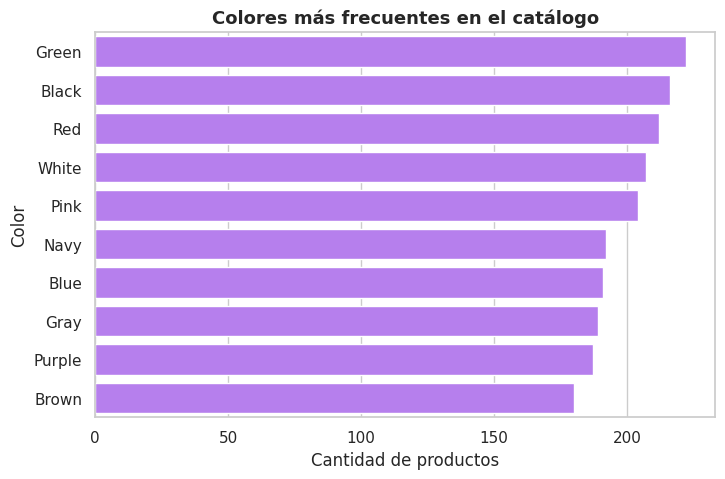 Colores más frecuentes en el catálogo
Green
Black
Red
White
Pink
Navy
Blue
Gray
Purple
Brown
Color
0 50 100 150 200
Cantidad de productos